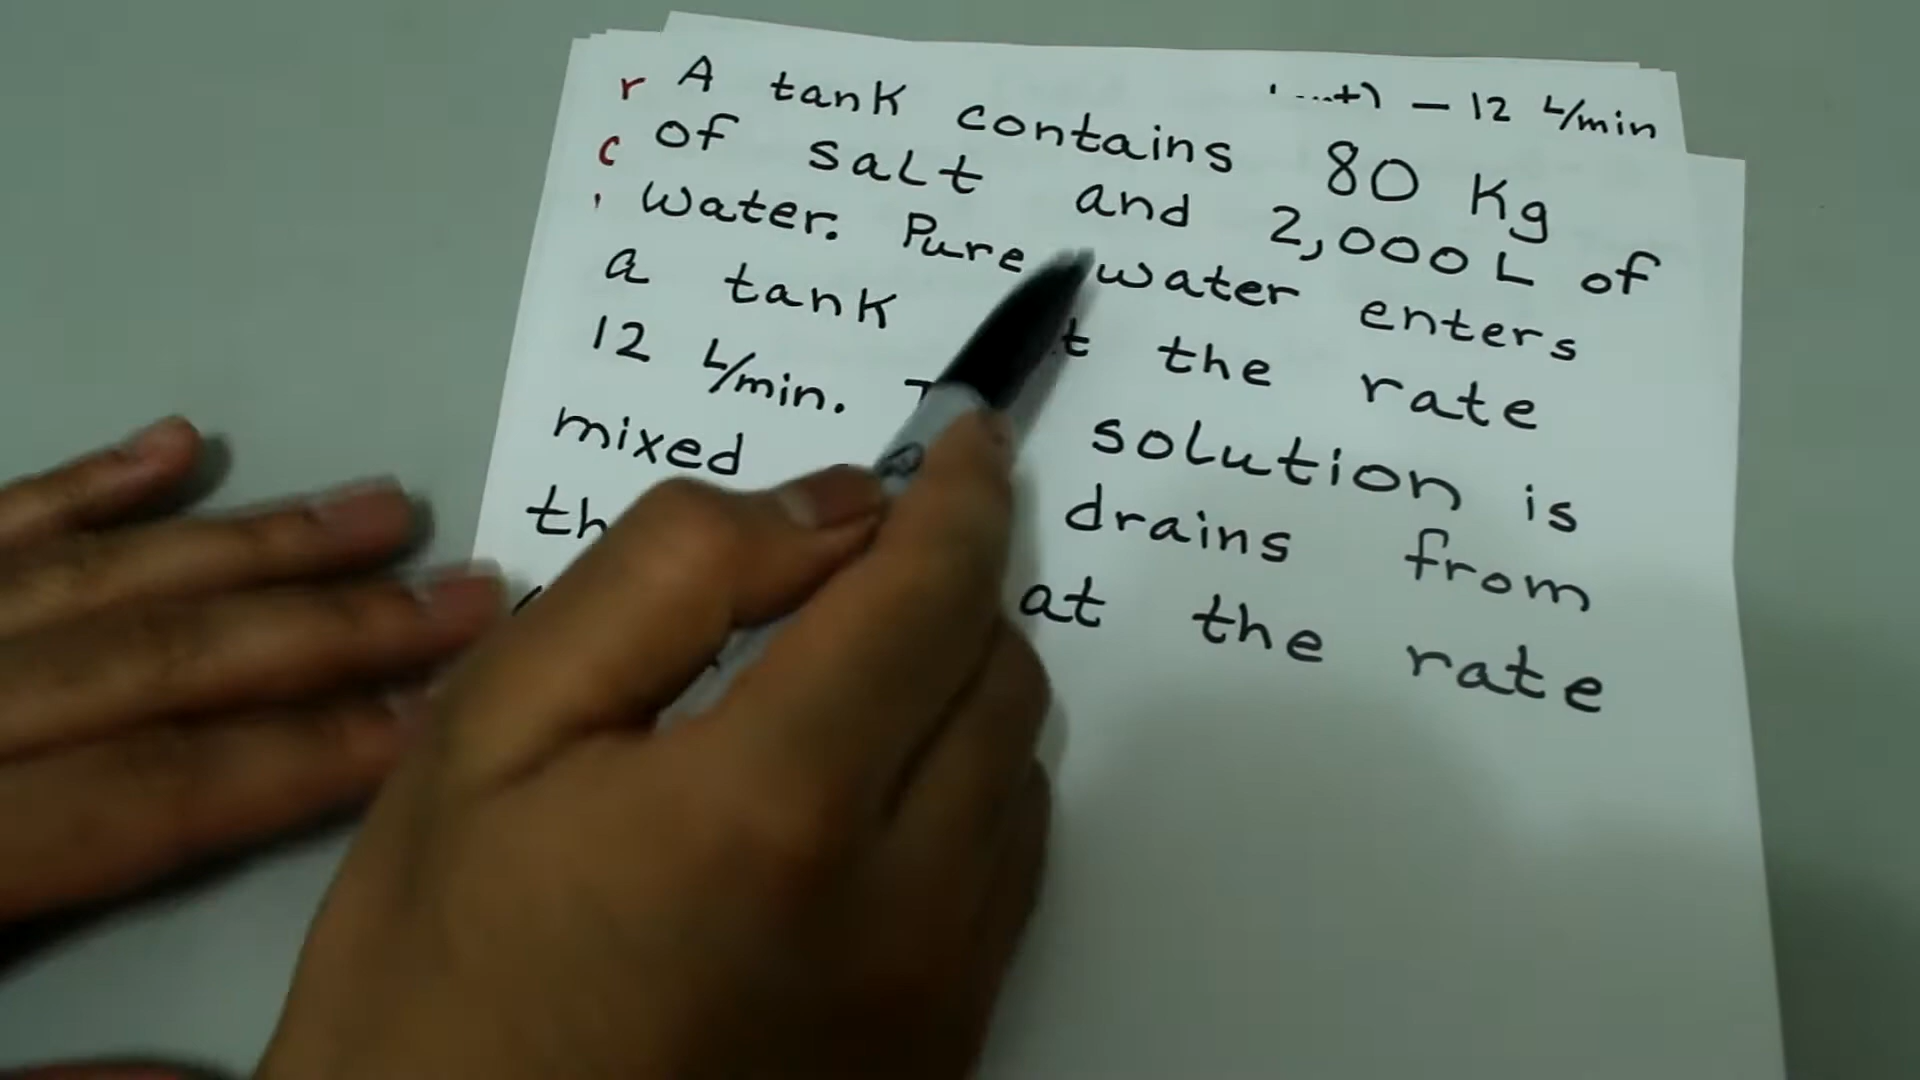 r A tank contains 80 Kg
c of salt and 2,000 L of
water. Pure water enters
a tank the rate
12 L/min. solution is
mixed drains from
at the rate
— 12 L/min